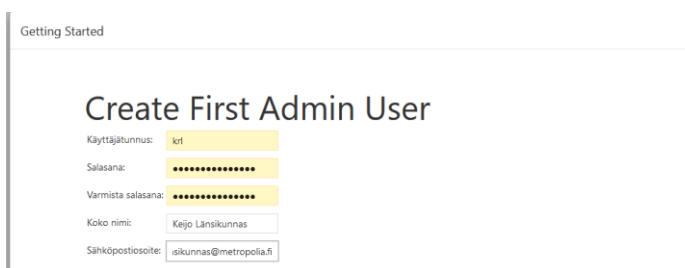 Getting Started
Create First Admin User
Käyttäjätunnus: krl
Salasana: ●●●●●●●●●●●●●●●
Varmista salasana: ●●●●●●●●●●●●●●●
Koko nimi: Keijo Länsikunnas
Sähköpostiosoite: sikunnas@metropolia.fi